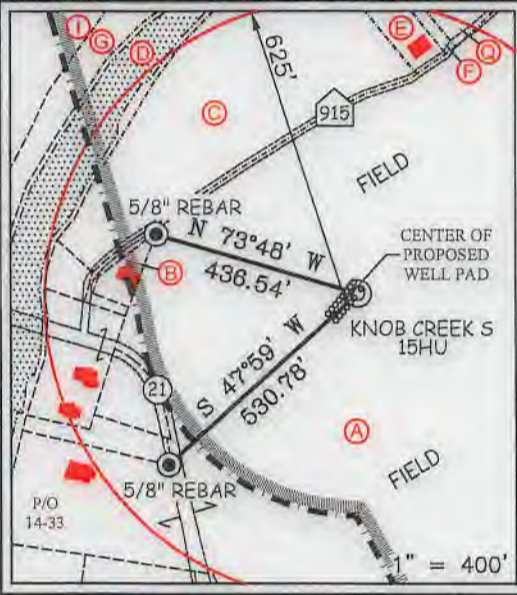 I
G
D
E
F
Q
C
625'
915
FIELD
5/8" REBAR
N 73°48' W
436.54'
CENTER OF
PROPOSED
WELL PAD
B
KNOB CREEK S
15HU
S 47°59' W
530.78'
21
A
FIELD
5/8" REBAR
P/O
14-33
1" = 400'